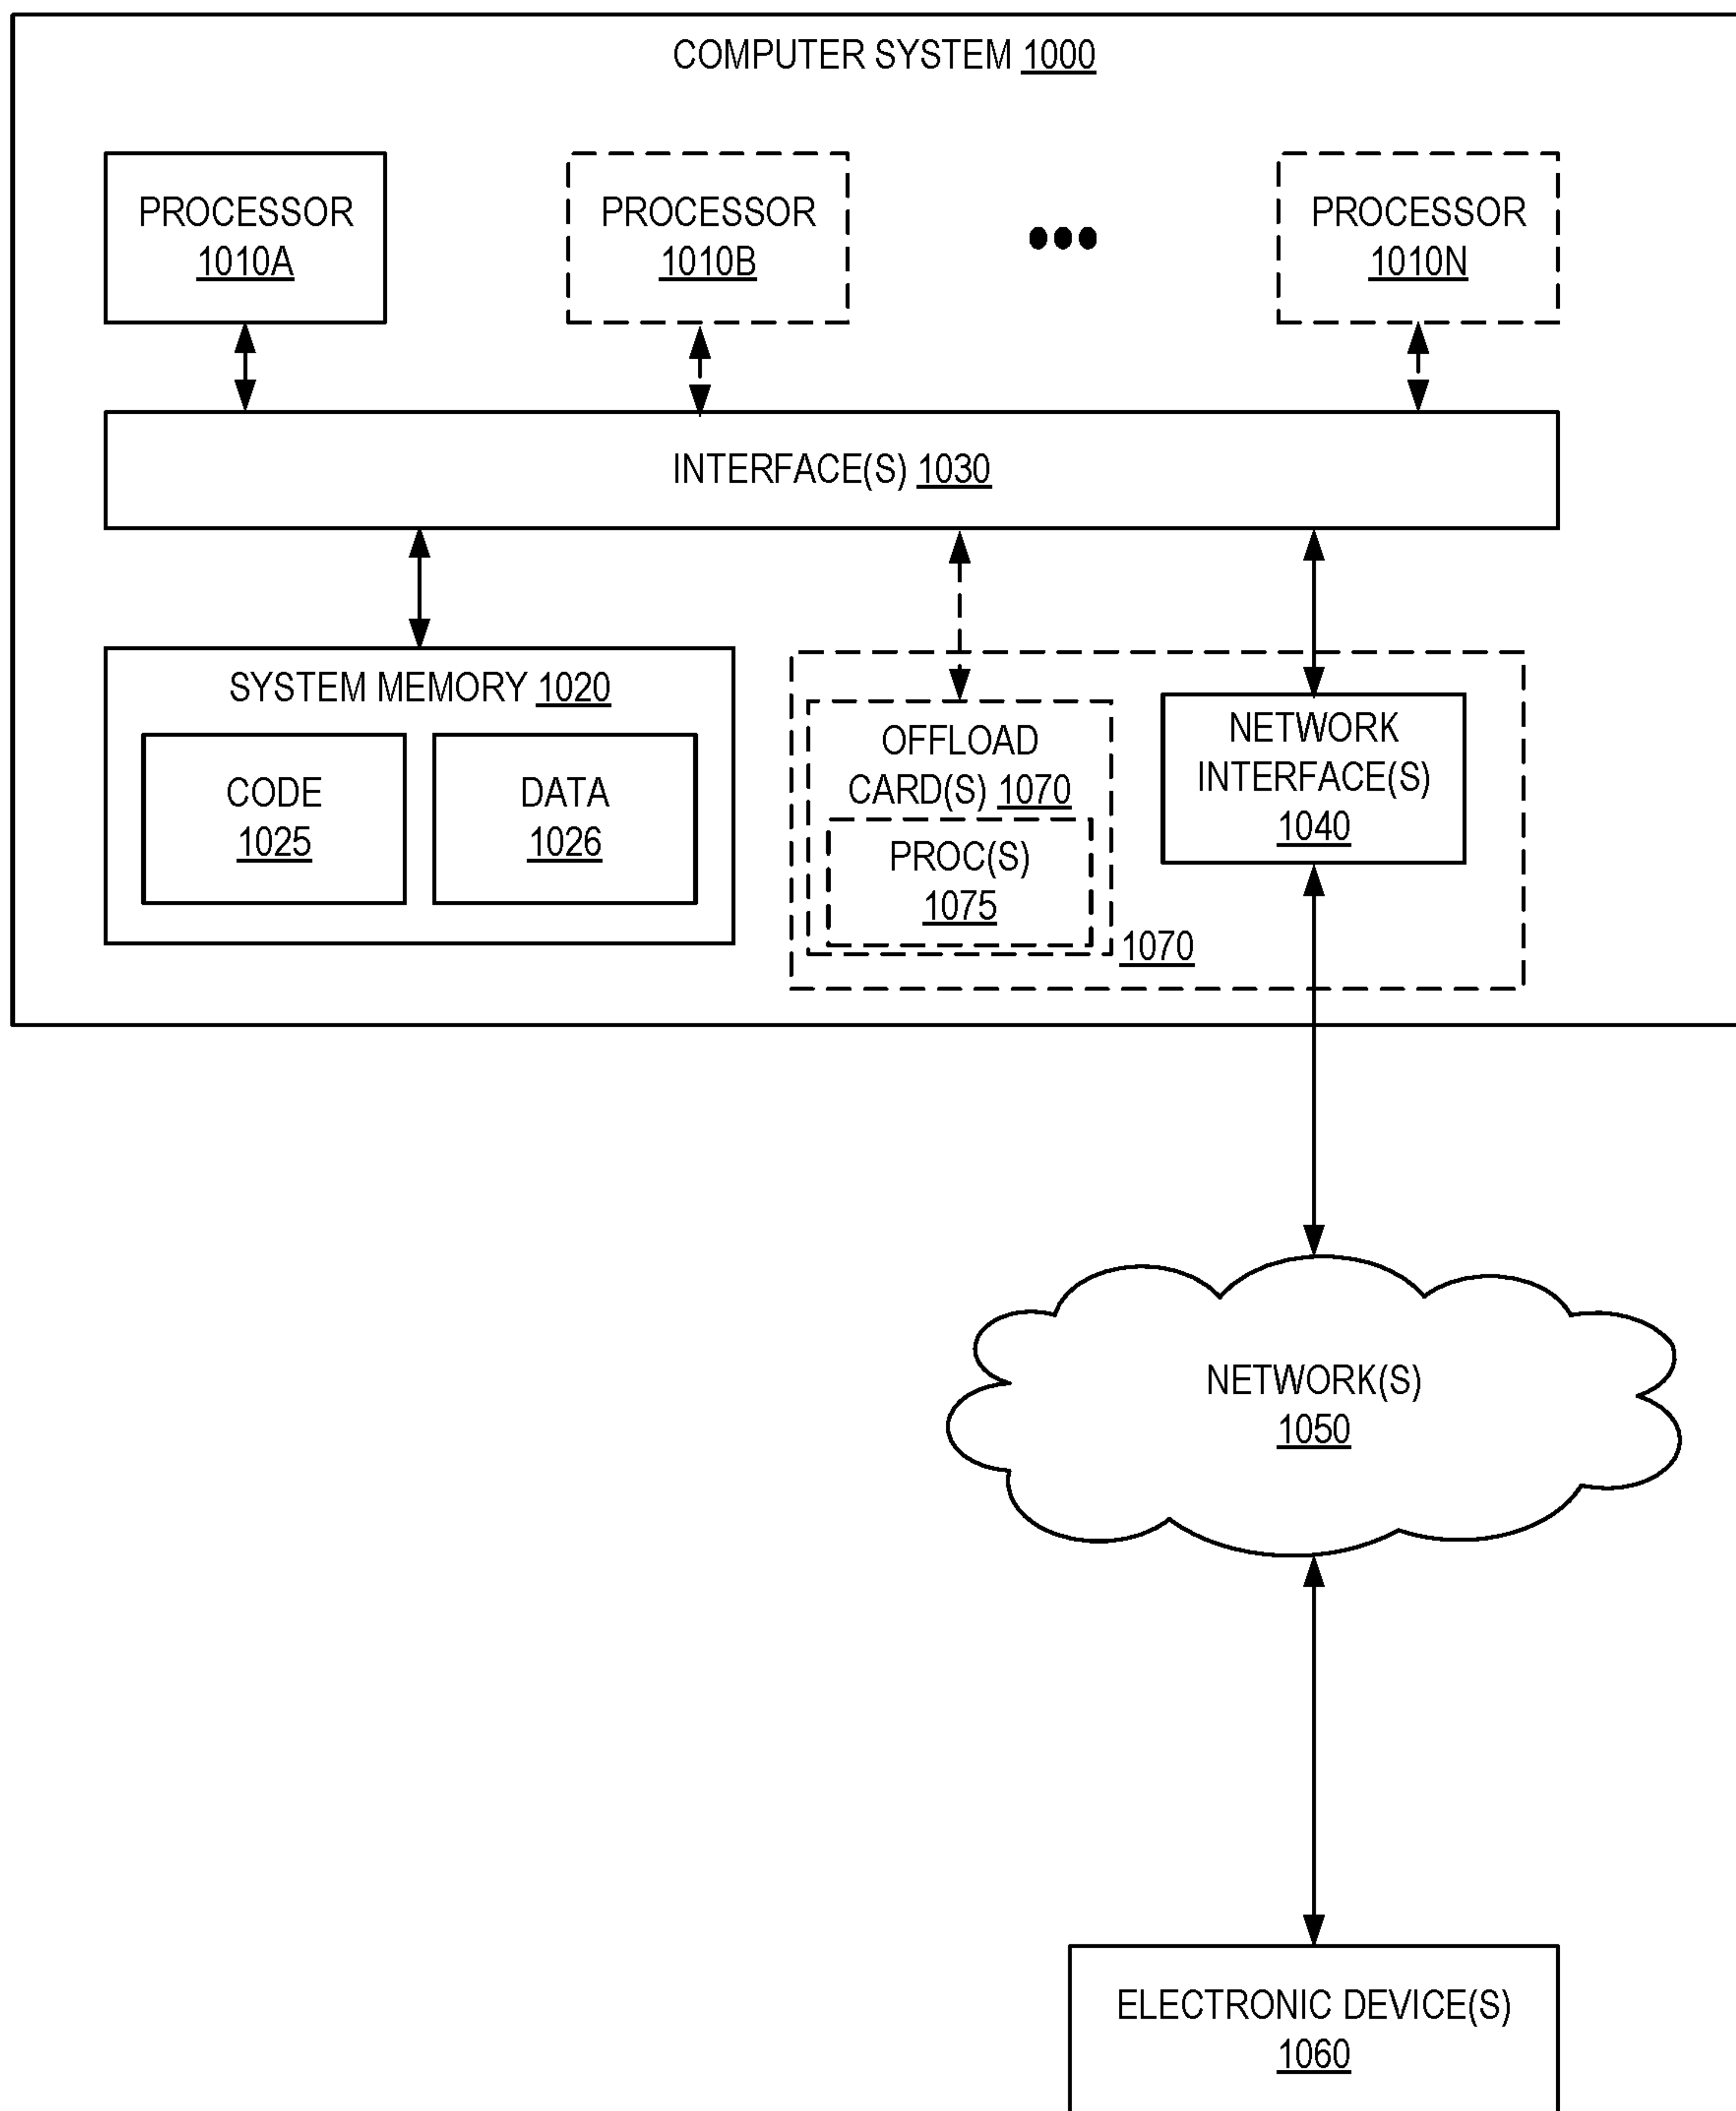 COMPUTER SYSTEM 1000
PROCESSOR
1010A
PROCESSOR
1010B
PROCESSOR
1010N
INTERFACE(S) 1030
SYSTEM MEMORY 1020
CODE
1025
DATA
1026
OFFLOAD
CARD(S) 1070
PROC(S)
1075
1070
NETWORK
INTERFACE(S)
1040
NETWORK(S)
1050
ELECTRONIC DEVICE(S)
1060